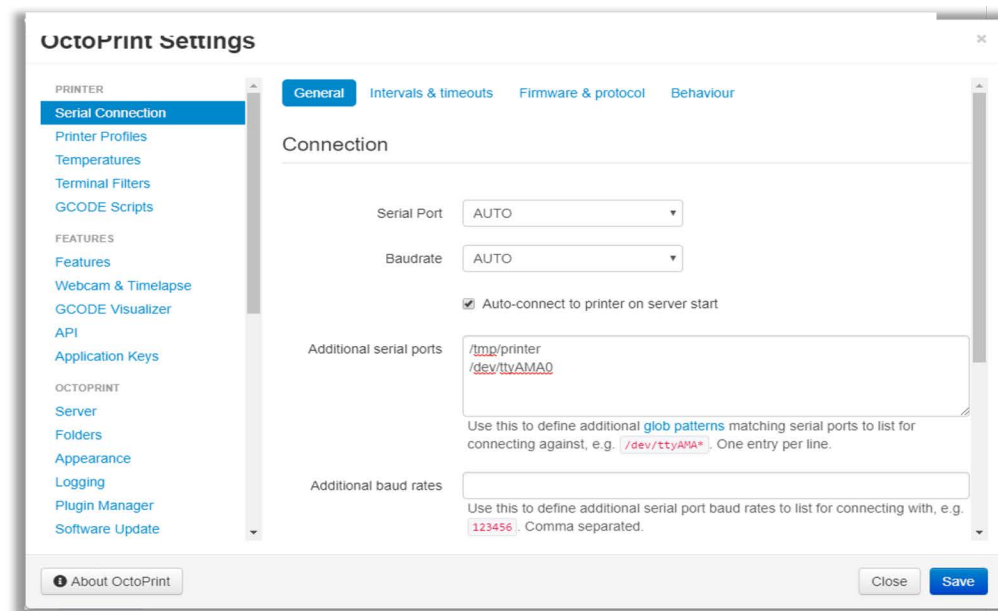 OctoPrint Settings
×
PRINTER
Serial Connection
Printer Profiles
Temperatures
Terminal Filters
GCODE Scripts
FEATURES
Features
Webcam & Timelapse
GCODE Visualizer
API
Application Keys
OCTOPRINT
Server
Folders
Appearance
Logging
Plugin Manager
Software Update
General Intervals & timeouts Firmware & protocol Behaviour
Connection
Serial Port AUTO
Baudrate AUTO
Auto-connect to printer on server start
Additional serial ports /tmp/printer
/dev/ttyAMA0
Use this to define additional glob patterns matching serial ports to list for
connecting against, e.g. /dev/ttyAMA* . One entry per line.
Additional baud rates
Use this to define additional serial port baud rates to list for connecting with, e.g.
123456 . Comma separated.
About OctoPrint Close Save